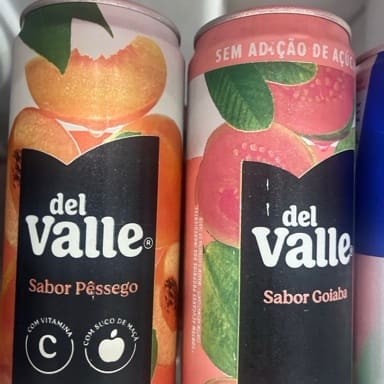 del
Valle®
Sabor Pêssego
COM VITAMINA
C
COM SUCO DE MAÇÃ
SEM ADIÇÃO DE AÇÚ
del
Valle
Sabor Goiaba